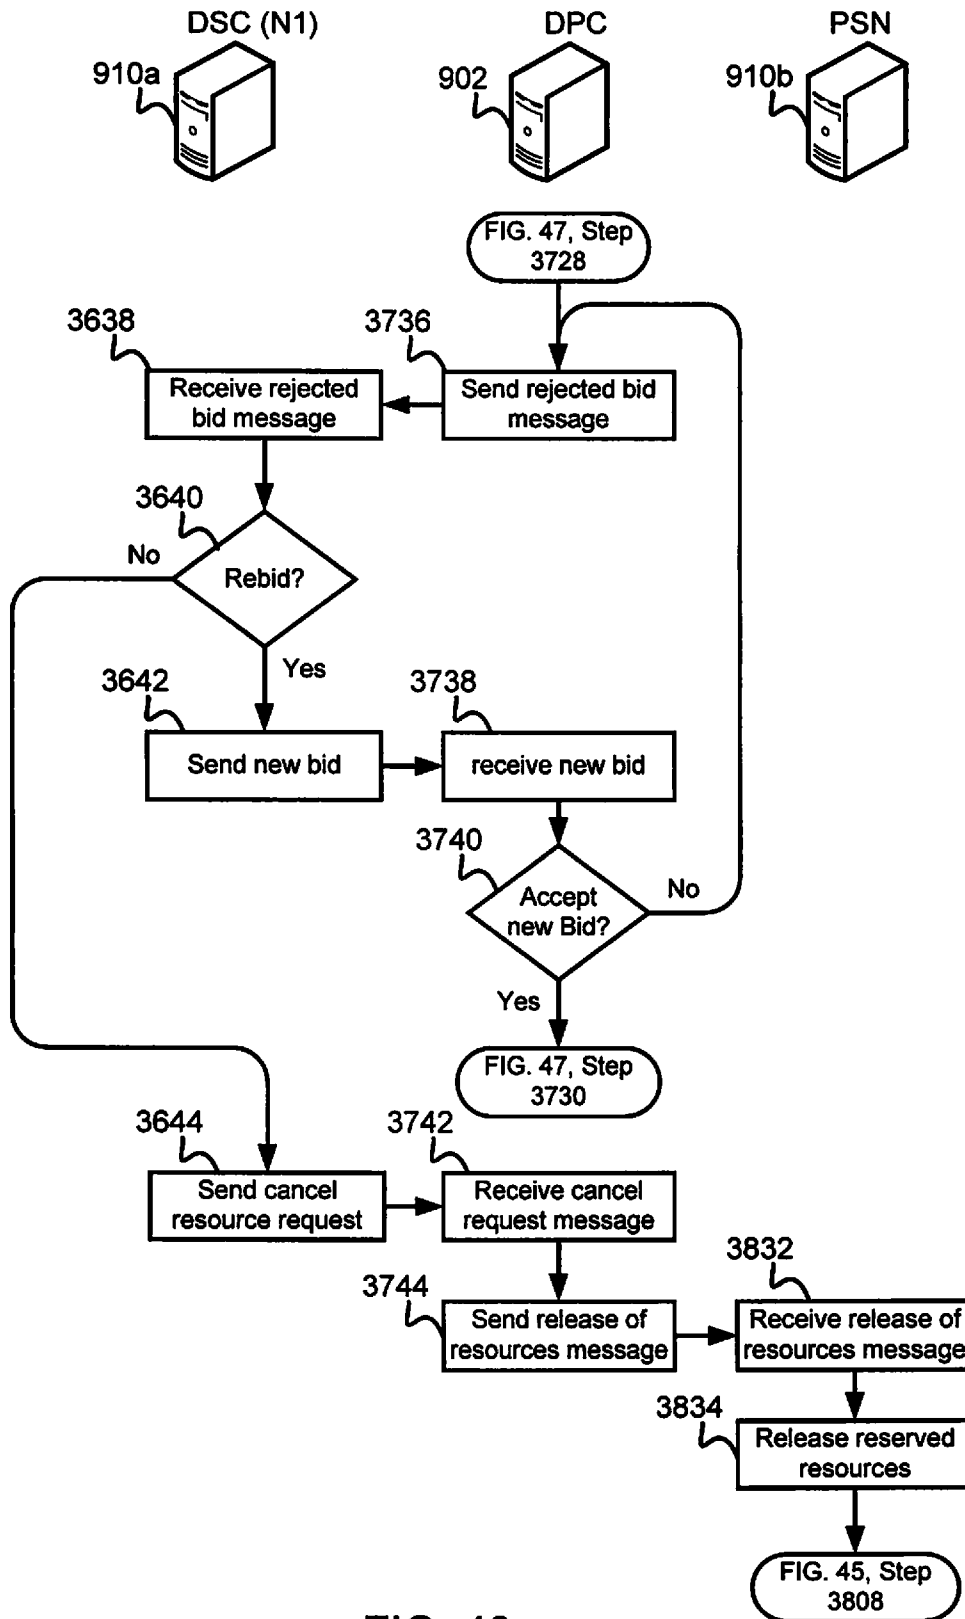 DSC (N1)
DPC
PSN
910a
902
910b
FIG. 47, Step
3728
3638
3736
Receive rejected
bid message
Send rejected bid
message
3640
No
Rebid?
Yes
3642
3738
Send new bid
receive new bid
3740
Accept
new Bid?
No
Yes
FIG. 47, Step
3730
3644
3742
Send cancel
resource request
Receive cancel
request message
3744
3832
Send release of
resources message
Receive release of
resources message
3834
Release reserved
resources
FIG. 45, Step
3808